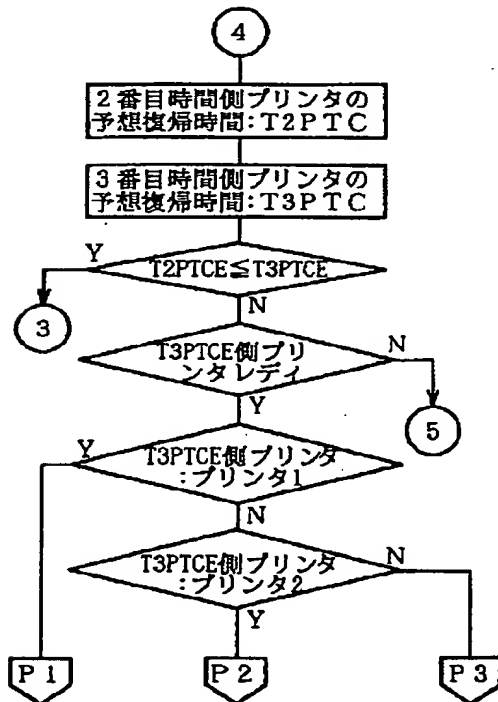 4
2番目時間側プリンタの
予想復帰時間:T2PTC
3番目時間側プリンタの
予想復帰時間:T3PTC
Y
T2PTCE≦T3PTCE
3
N
T3PTCE側プリ
ンタレディ
N
Y
5
Y
T3PTCE側プリンタ
:プリンタ1
N
T3PTCE側プリンタ
:プリンタ2
N
Y
P1
P2
P3